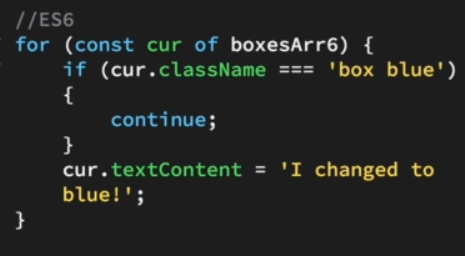 //ES6
for (const cur of boxesArr6) {
    if (cur.className === 'box blue')
    {
        continue;
    }
    cur.textContent = 'I changed to
    blue!';
}